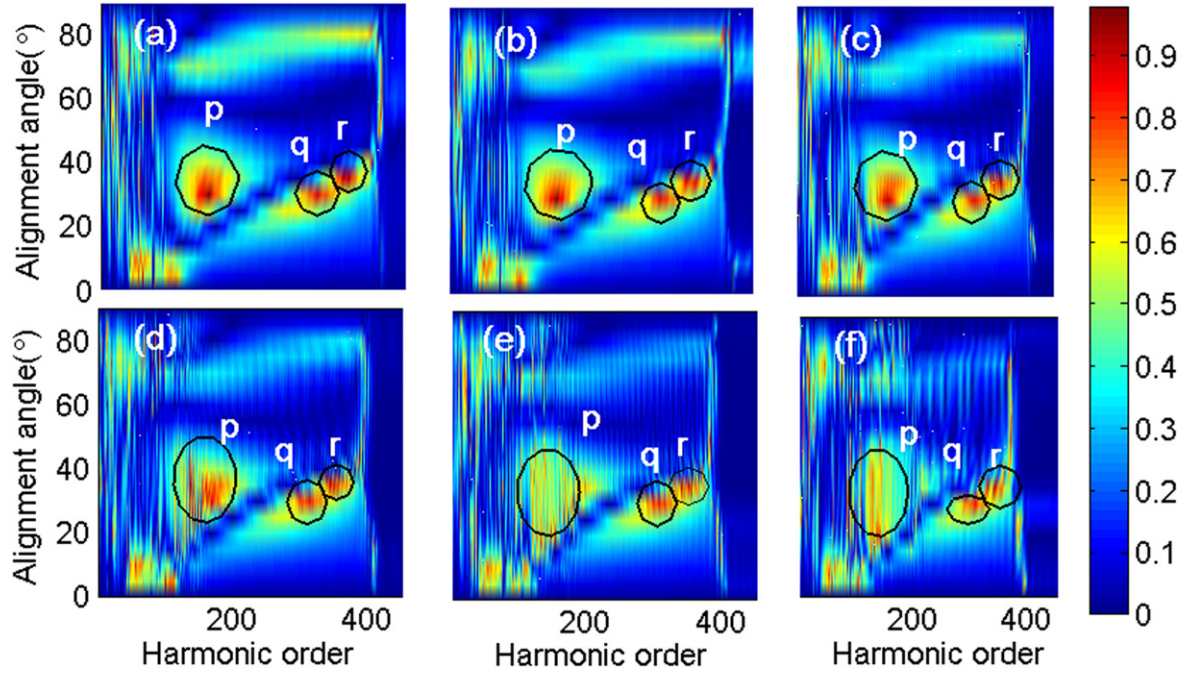 (a)
p
q
r
(b)
p
q
r
(c)
p
q
r
Alignment angle(°)
80
60
40
20
0
(d)
p
q
r
(e)
p
q
r
(f)
p
q
r
Alignment angle(°)
80
60
40
20
0
200
400
Harmonic order
200
400
Harmonic order
200
400
Harmonic order
0.9
0.8
0.7
0.6
0.5
0.4
0.3
0.2
0.1
0